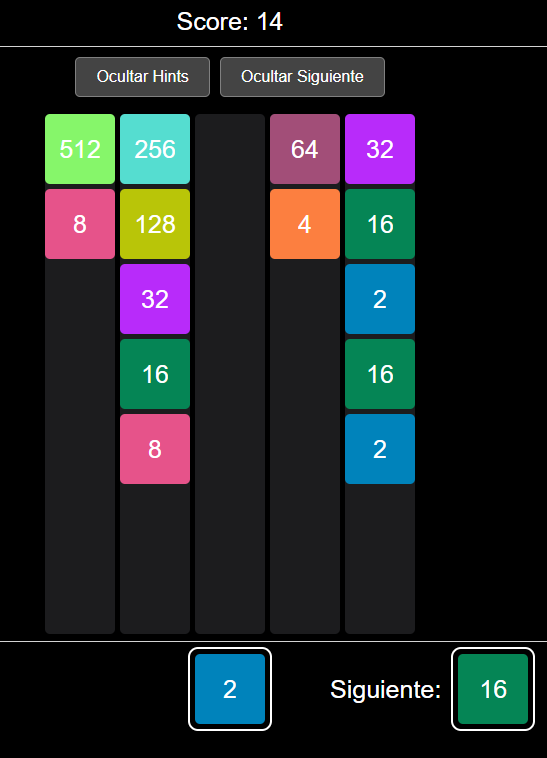 Score: 14
Ocultar Hints Ocultar Siguiente
512 256 64 32
8 128 4 16
32 2
16 16
8 2
2 Siguiente: 16